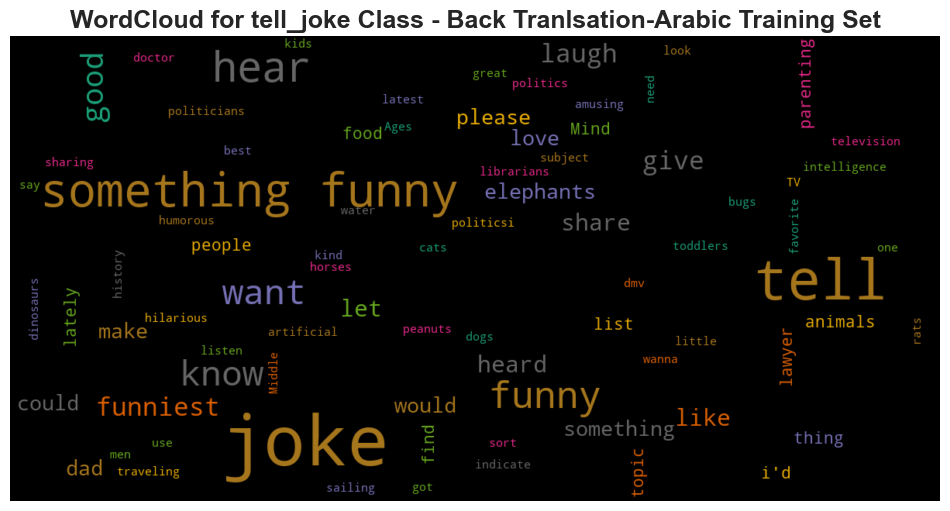 WordCloud for tell_joke Class - Back Tranlsation-Arabic Training Set
kids
hear
laugh
look
parenting
good
doctor
great
politics
need
latest
amusing
politicians
please
food
Ages
love
Mind
television
best
subject
sharing
librarians
give
intelligence
say
something funny
elephants
TV
water
bugs
favorite
humorous
politicsi
share
people
cats
toddlers
one
kind
history
horses
tell
dinosaurs
lately
want
dmv
let
hilarious
make
artificial
peanuts
dogs
list
animals
rats
little
listen
Middle
wanna
lawyer
know
heard
could
funniest
would
funny
like
joke
find
something
thing
use
sort
men
dad
traveling
indicate
topic
i'd
sailing
got